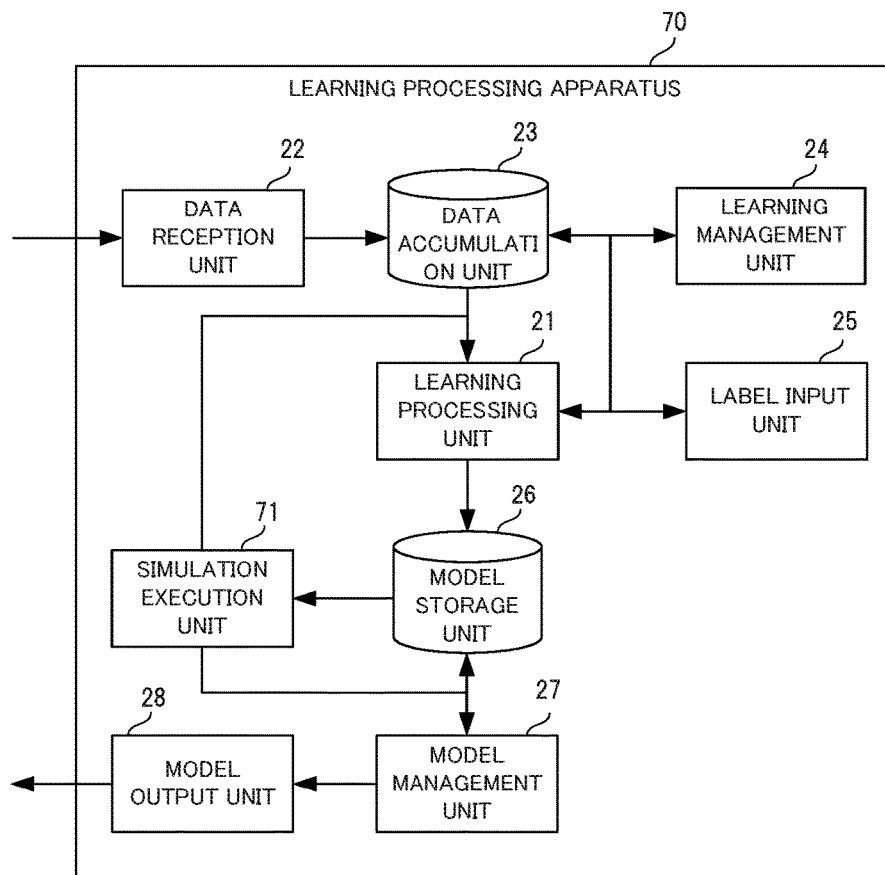 70
LEARNING PROCESSING APPARATUS
22
DATA
RECEPTION
UNIT
23
DATA
ACCUMULATI
ON UNIT
24
LEARNING
MANAGEMENT
UNIT
21
LEARNING
PROCESSING
UNIT
25
LABEL INPUT
UNIT
71
SIMULATION
EXECUTION
UNIT
26
MODEL
STORAGE
UNIT
28
MODEL
OUTPUT UNIT
27
MODEL
MANAGEMENT
UNIT